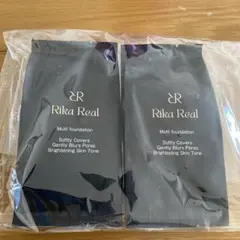 RR
Rika Real
Multi foundation
Softly Covers
Gently Blurs Pores
Brightening Skin Tone
RR
Rika Real
Multi foundation
Softly Covers
Gently Blurs Pores
Brightening Skin Tone